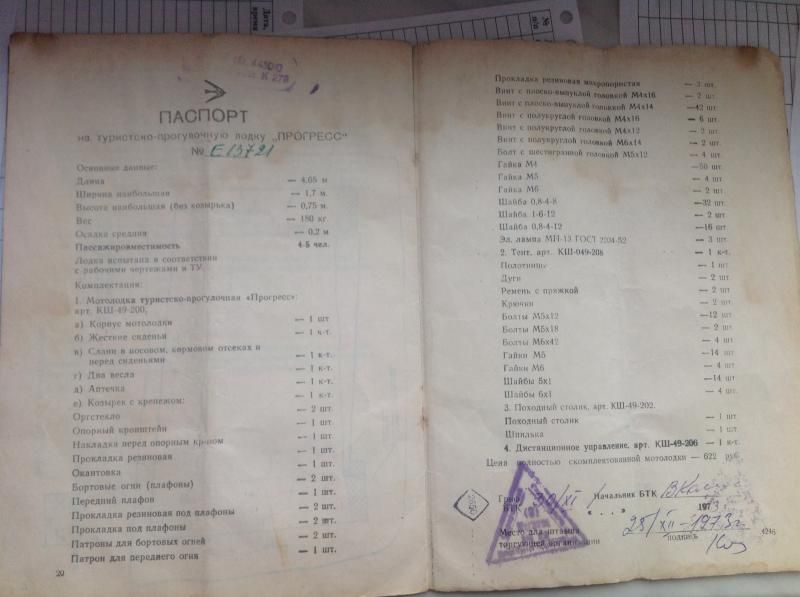 Дата,
время
№
п/п
ПАСПОРТ
на туристско-прогулочную лодку „ПРОГРЕСС“
№ Е13721
Основные данные:
Длина — 4,65 м
Ширина наибольшая — 1,7 м.
Высота наибольшая (без козырька) — 0,75 м.
Вес — 180 кг.
Осадка средняя — 0,2 м
Пассажировместимость 4-5 чел.
Лодка испытана в соответствии
с рабочими чертежами и ТУ.
Комплектация:
1. Мотолодка туристско-прогулочная «Прогресс»:
арт. КШ-49-200,
а) Корпус мотолодки — 1 шт
б) Жесткие сиденья — 1 к-т.
в) Слани в носовом, кормовом отсеках и
перед сиденьями — 1 к-т.
г) Два весла — 1 к-т.
д) Аптечка — 1 к-т.
е) Козырек с крепежом: — 1 к-т.
Оргстекло — 2 шт.
Опорный кронштейн — 1 шт.
Накладка перед опорным кр-ном — 1 шт.
Прокладка резиновая — 1 шт.
Окантовка — 1 шт.
Бортовые огни (плафоны) — 2 шт.
Передний плафон — 1 шт.
Прокладка резиновая под плафоны — 2 шт.
Прокладка под плафоны — 2 шт.
Патроны для бортовых огней — 2 шт.
Патрон для переднего огня — 1 шт.
20
Прокладка резиновая микропористая — 3 шт.
Винт с плоско-выпуклой головкой М4х16 — 2 шт.
Винт с плоско-выпуклой головкой М4х14 —42 шт.
Винт с полукруглой головкой М4х16 — 6 шт.
Винт с полукруглой головкой М4х12 — 2 шт.
Винт с полукруглой головкой М6х14 — 2 шт.
Болт с шестигранной головкой М5х12 — 4 шт.
Гайка М4 —50 шт.
Гайка М5 — 4 шт.
Гайка М6 — 2 шт.
Шайба 0,8-4-8 —32 шт.
Шайба 1-6-12 — 2 шт.
Шайба 0,8-4-12 —16 шт
Эл. лампа МН-13 ГОСТ 2204-52 — 3 шт.
2. Тент, арт. КШ-049-208 — 1 к-т.
Полотнище — 1 шт.
Дуги — 2 шт.
Ремень с пряжкой — 2 шт.
Крючки — 2 шт.
Болты М5х12 —12 шт
Болты М5х18 — 2 шт
Болты М6х42 — 4 шт
Гайки М5 —14 шт
Гайки М6 — 4 шт
Шайбы 5х1 —14 шт
Шайбы 6х1 — 4 шт.
3. Походный столик, арт. КШ-49-202.
Походный столик — 1 шт.
Шпилька — 1 шт.
4. Дистанционное управление, арт. КШ-49-206 — 1 к-т.
Цена полностью скомплектованной мотолодки — 622 руб.
30/XI Начальник БТК
БТК „ . . “ 1973
Место для штампа
торгующей организации
25/XII-1973г
подпись
4246